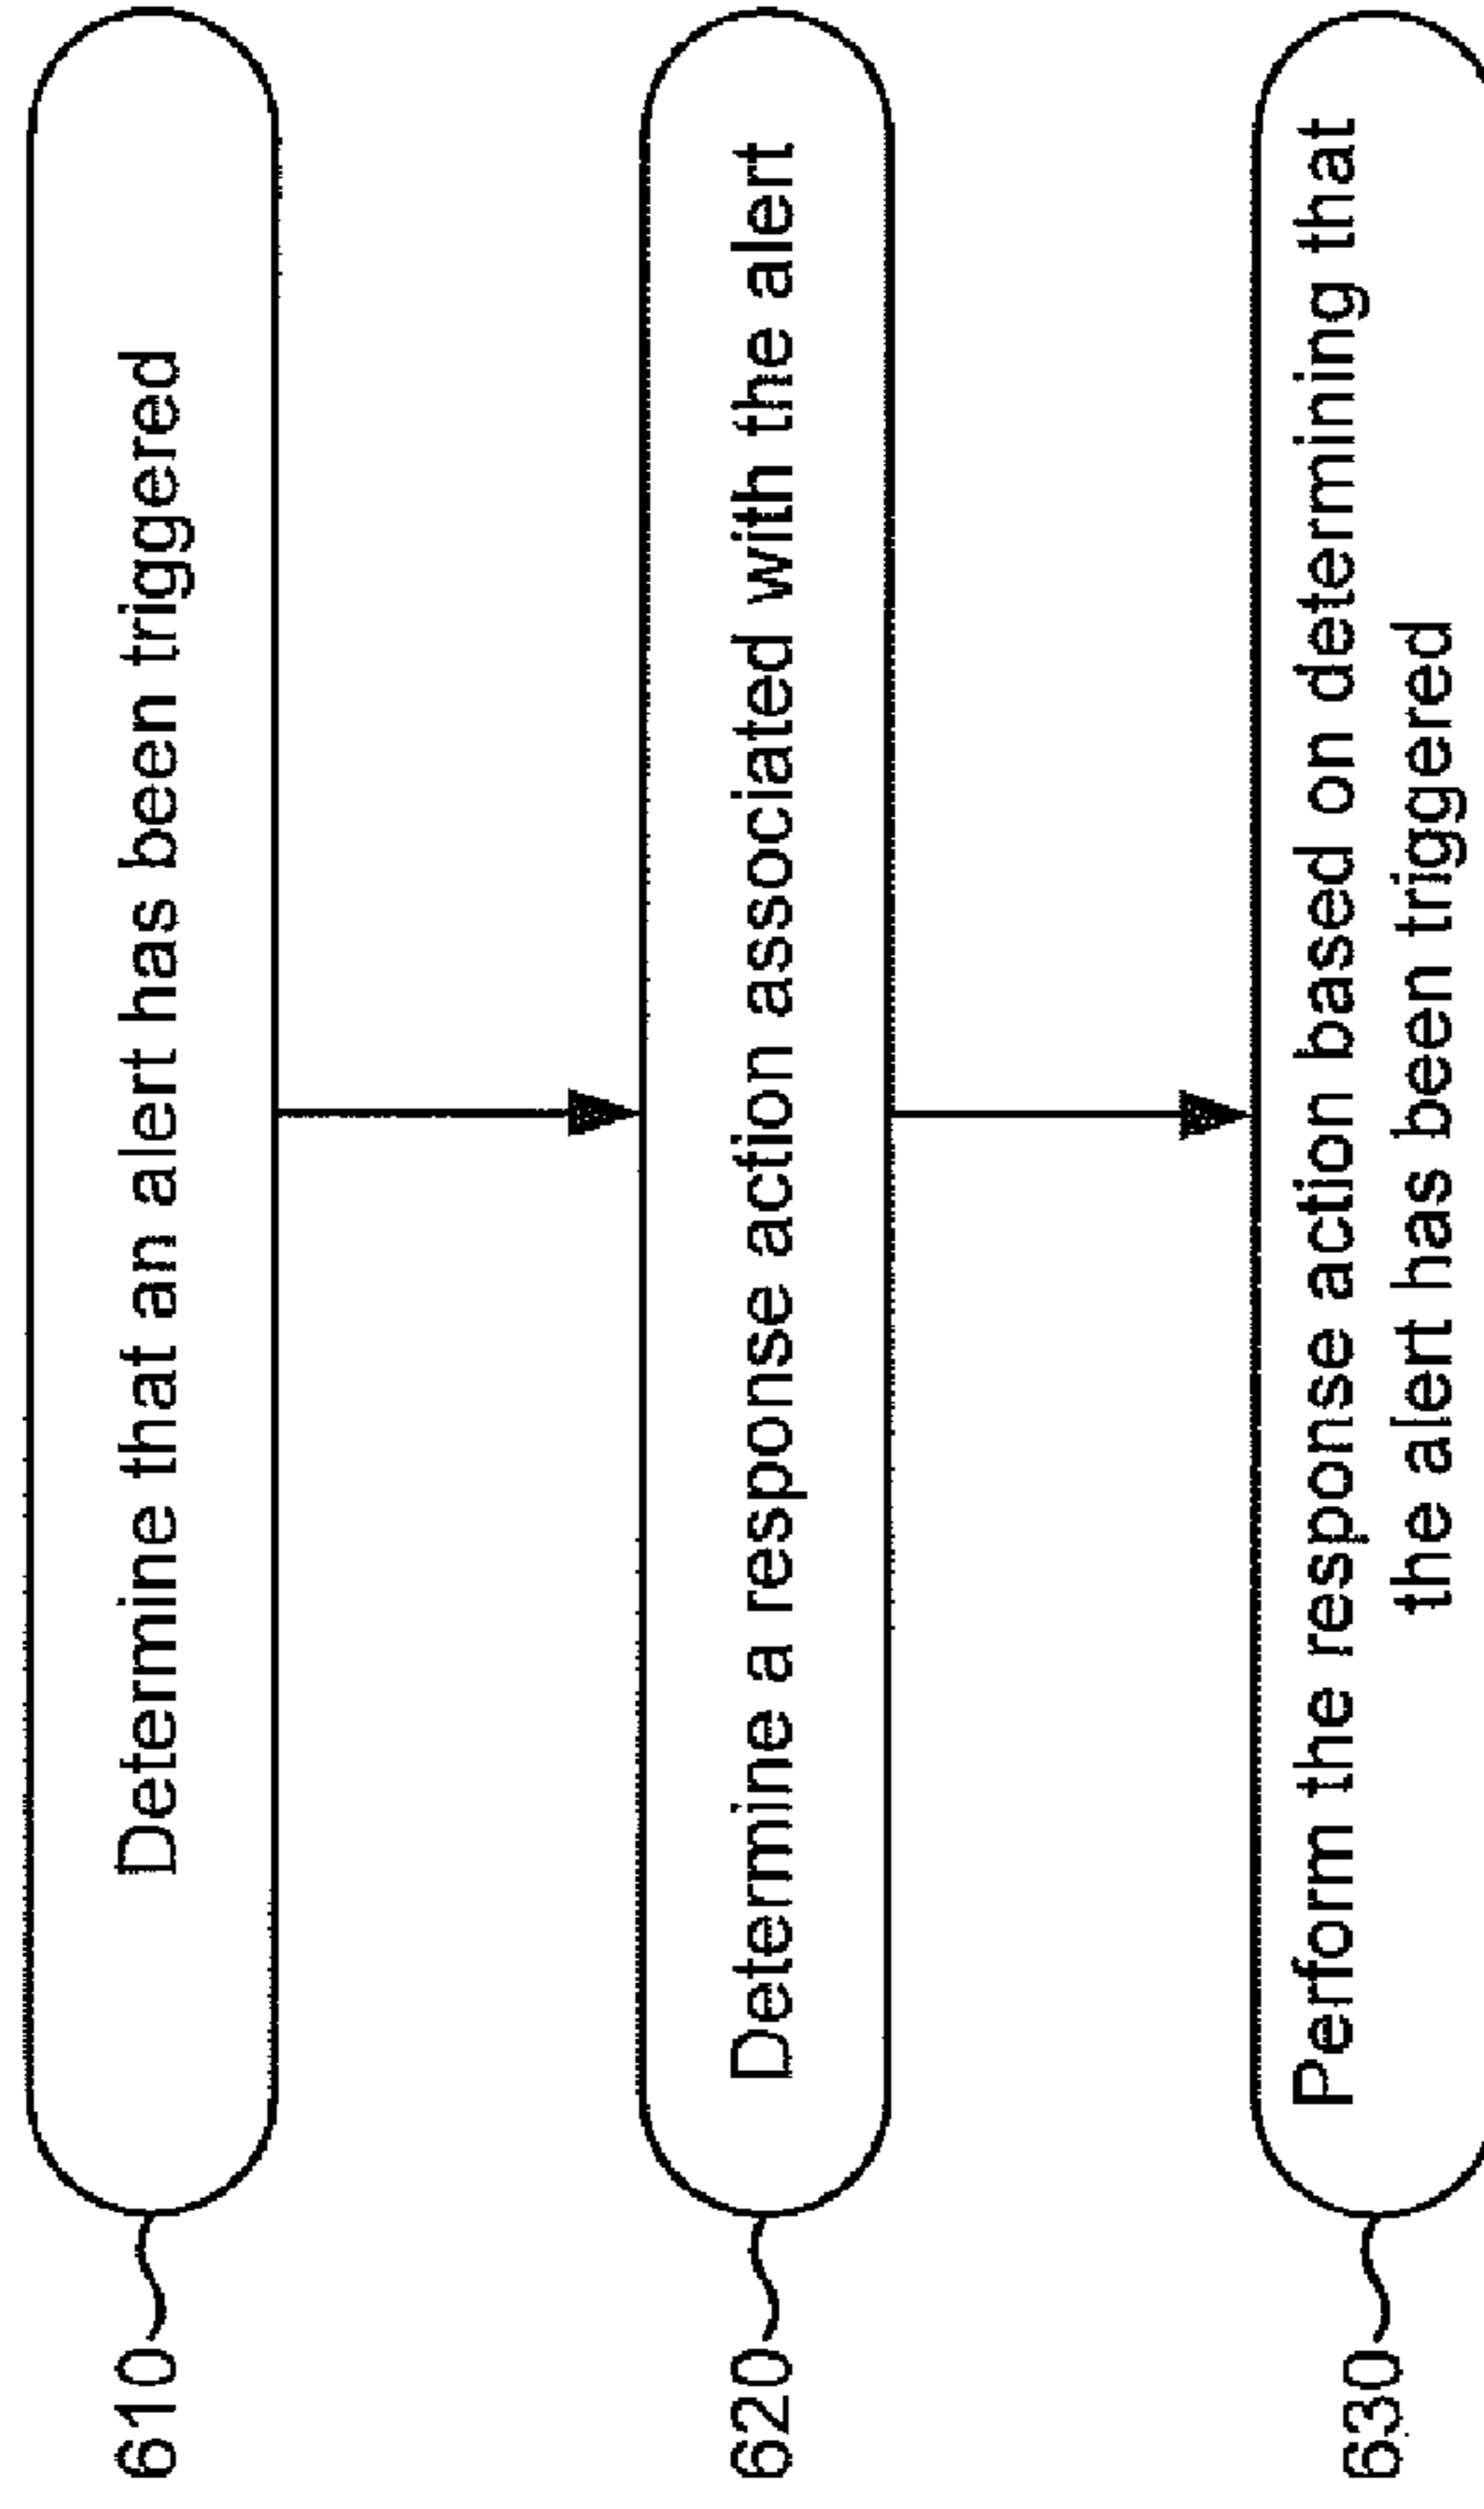 610
Determine that an alert has been triggered
620
Determine a response action associated with the alert
630
Perform the response action based on determining that
the alert has been triggered